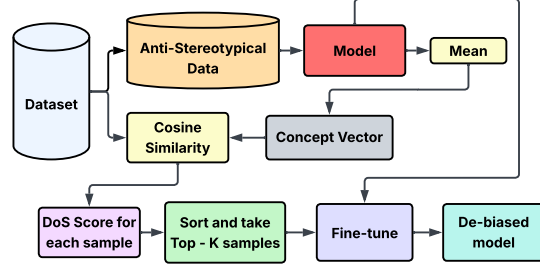 Anti-Stereotypical
Data
Model
Mean
Dataset
Cosine
Similarity
Concept Vector
DoS Score for
each sample
Sort and take
Top - K samples
Fine-tune
De-biased
model